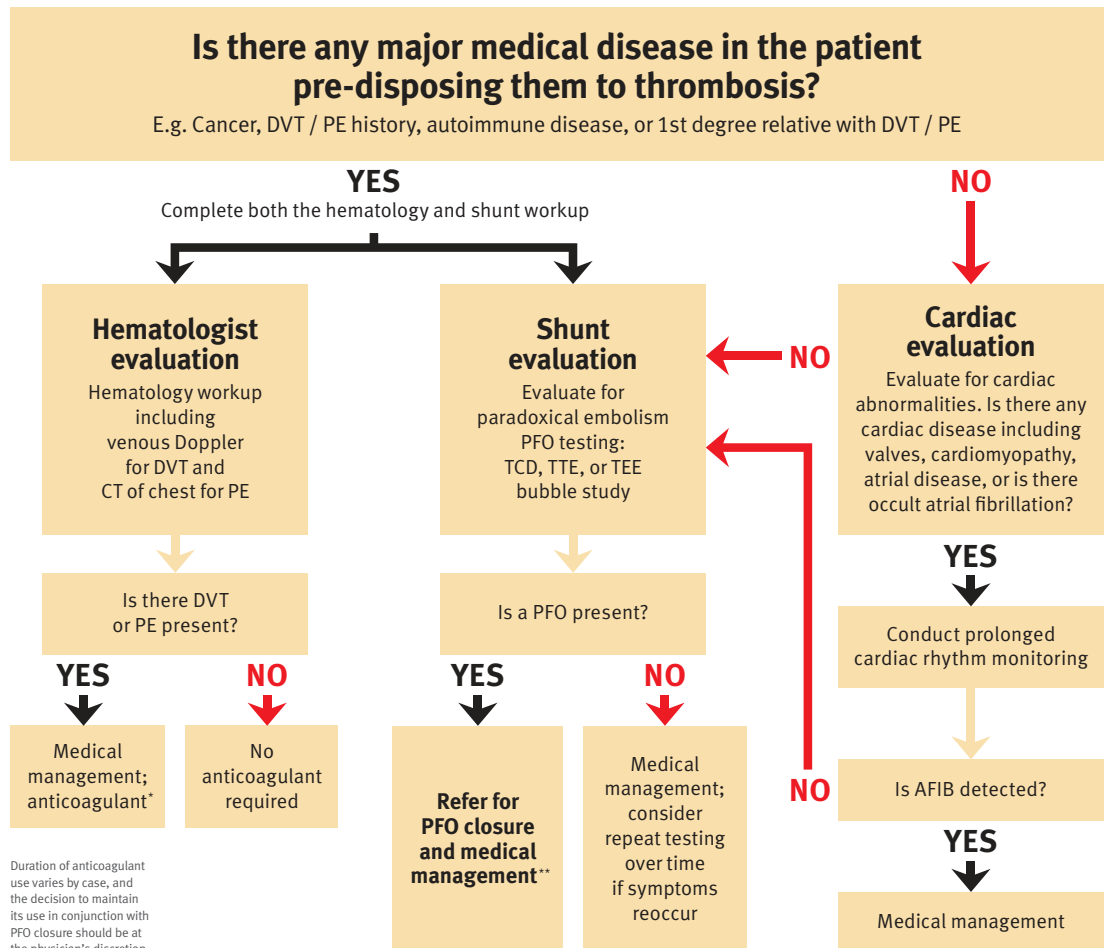 Is there any major medical disease in the patient
pre-disposing them to thrombosis?
E.g. Cancer, DVT / PE history, autoimmune disease, or 1st degree relative with DVT / PE
YES
Complete both the hematology and shunt workup
NO
Hematologist
evaluation
Hematology workup
including
venous Doppler
for DVT and
CT of chest for PE
Shunt
evaluation
Evaluate for
paradoxical embolism
PFO testing:
TCD, TTE, or TEE
bubble study
NO
Cardiac
evaluation
Evaluate for cardiac
abnormalities. Is there any
cardiac disease including
valves, cardiomyopathy,
atrial disease, or is there
occult atrial fibrillation?
YES
Is there DVT
or PE present?
Is a PFO present?
Conduct prolonged
cardiac rhythm monitoring
YES
NO
YES
NO
Medical
management;
anticoagulant*
No
anticoagulant
required
Refer for
PFO closure
and medical
management**
Medical
management;
consider
repeat testing
over time
if symptoms
reoccur
NO
Is AFIB detected?
YES
Medical management
Duration of anticoagulant
use varies by case, and
the decision to maintain
its use in conjunction with
PFO closure should be at
the physician's discretion